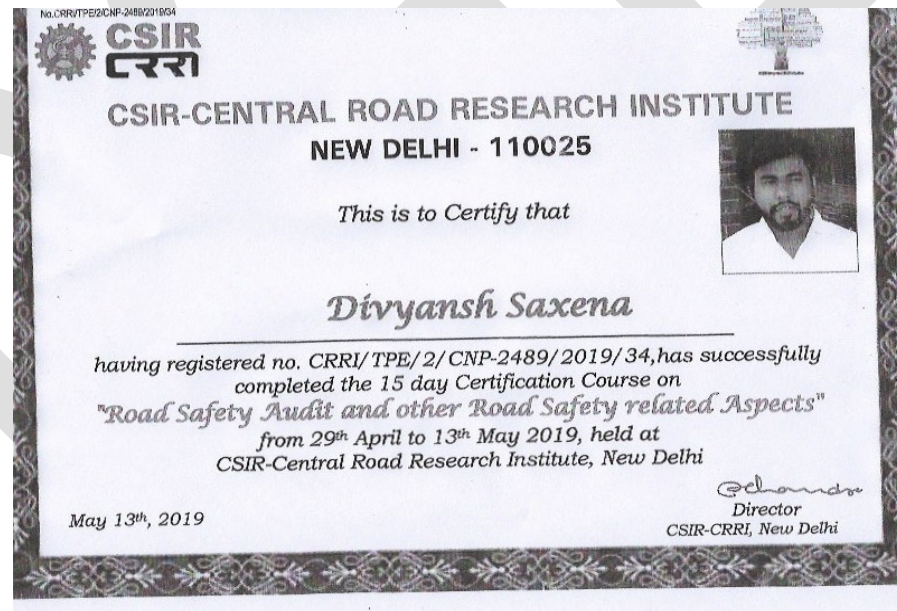 No.CRRI/TPE/2/CNP-2489/2019/34
CSIR
CSIR-CENTRAL ROAD RESEARCH INSTITUTE
NEW DELHI - 110025
This is to Certify that
Divyansh Saxena
having registered no. CRRI/TPE/2/CNP-2489/2019/34,has successfully
completed the 15 day Certification Course on
"Road Safety Audit and other Road Safety related Aspects"
from 29th April to 13th May 2019, held at
CSIR-Central Road Research Institute, New Delhi
May 13th, 2019
Director
CSIR-CRRI, New Delhi